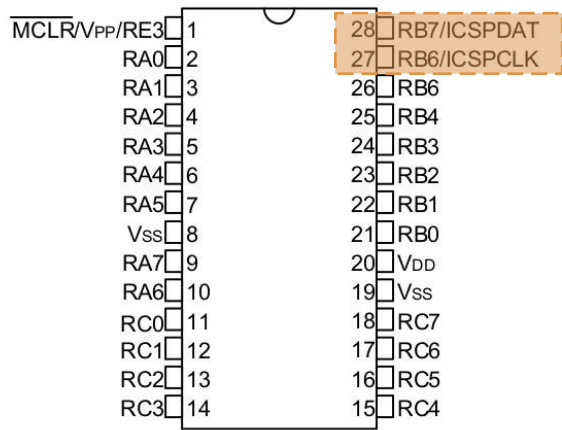 MCLR/VPP/RE3 1 28 RB7/ICSPDAT
RA0 2 27 RB6/ICSPCLK
RA1 3 26 RB6
RA2 4 25 RB4
RA3 5 24 RB3
RA4 6 23 RB2
RA5 7 22 RB1
VSS 8 21 RB0
RA7 9 20 VDD
RA6 10 19 VSS
RC0 11 18 RC7
RC1 12 17 RC6
RC2 13 16 RC5
RC3 14 15 RC4